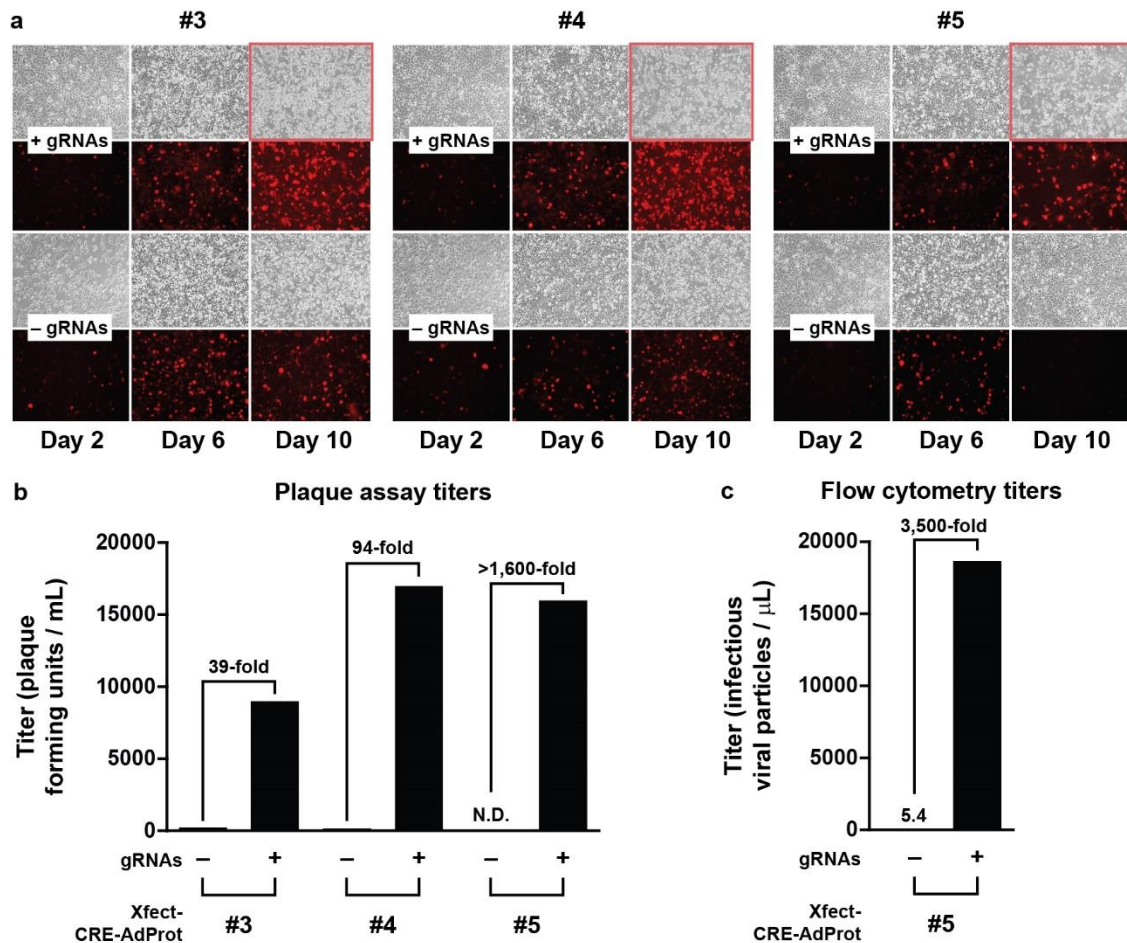 a
#3 #4 #5
+ gRNAs + gRNAs + gRNAs
– gRNAs – gRNAs – gRNAs
Day 2 Day 6 Day 10 Day 2 Day 6 Day 10 Day 2 Day 6 Day 10
b Plaque assay titers
Titer (plaque
forming units / mL)
20000
15000
10000
5000
0
39-fold
94-fold
>1,600-fold
N.D.
gRNAs – + – + – +
Xfect-
CRE-AdProt
#3 #4 #5
c Flow cytometry titers
Titer (infectious
viral particles / μL)
20000
15000
10000
5000
0
3,500-fold
5.4
gRNAs – +
Xfect-
CRE-AdProt
#5